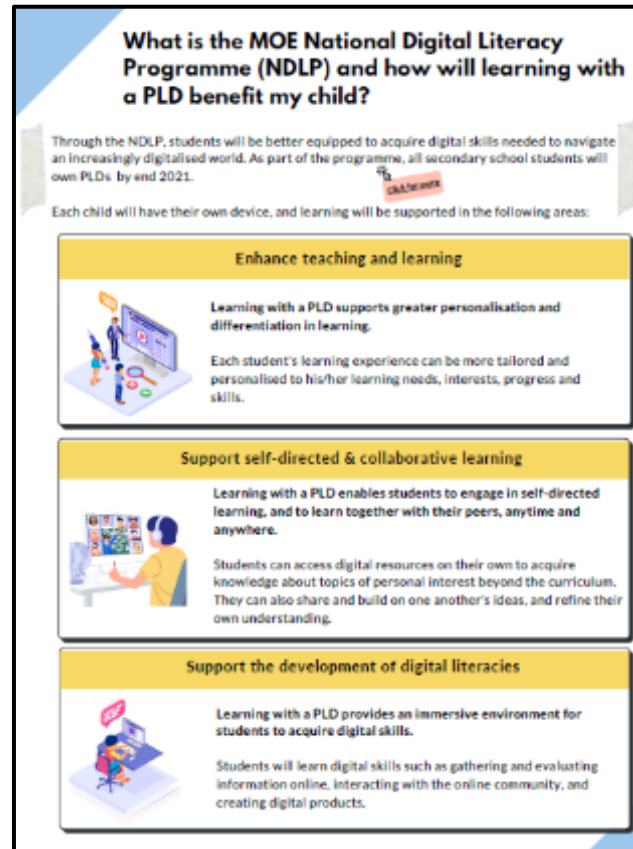 What is the MOE National Digital Literacy
Programme (NDLP) and how will learning with
a PLD benefit my child?
Through the NDLP, students will be better equipped to acquire digital skills needed to navigate
an increasingly digitalised world. As part of the programme, all secondary school students will
own PLDs by end 2021.
Click for more
Each child will have their own device, and learning will be supported in the following areas:
Enhance teaching and learning
Learning with a PLD supports greater personalisation and
differentiation in learning.
Each student's learning experience can be more tailored and
personalised to his/her learning needs, interests, progress and
skills.
Support self-directed & collaborative learning
Learning with a PLD enables students to engage in self-directed
learning, and to learn together with their peers, anytime and
anywhere.
Students can access digital resources on their own to acquire
knowledge about topics of personal interest beyond the curriculum.
They can also share and build on one another's ideas, and refine their
own understanding.
Support the development of digital literacies
Learning with a PLD provides an immersive environment for
students to acquire digital skills.
Students will learn digital skills such as gathering and evaluating
information online, interacting with the online community, and
creating digital products.